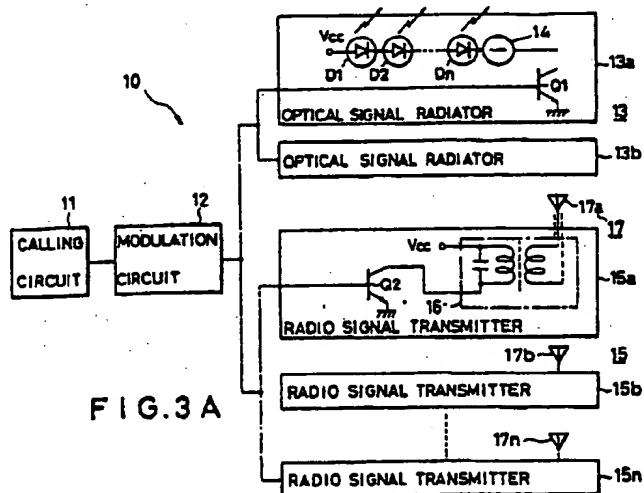 14
Vcc
D1 D2 Dn
Q1
13a
OPTICAL SIGNAL RADIATOR
13
10
OPTICAL SIGNAL RADIATOR
13b
11
12
17a
17
CALLING CIRCUIT
MODULATION CIRCUIT
Vcc
15a
Q2
16
RADIO SIGNAL TRANSMITTER
17b
15
RADIO SIGNAL TRANSMITTER
15b
FIG.3A
17n
RADIO SIGNAL TRANSMITTER
15n